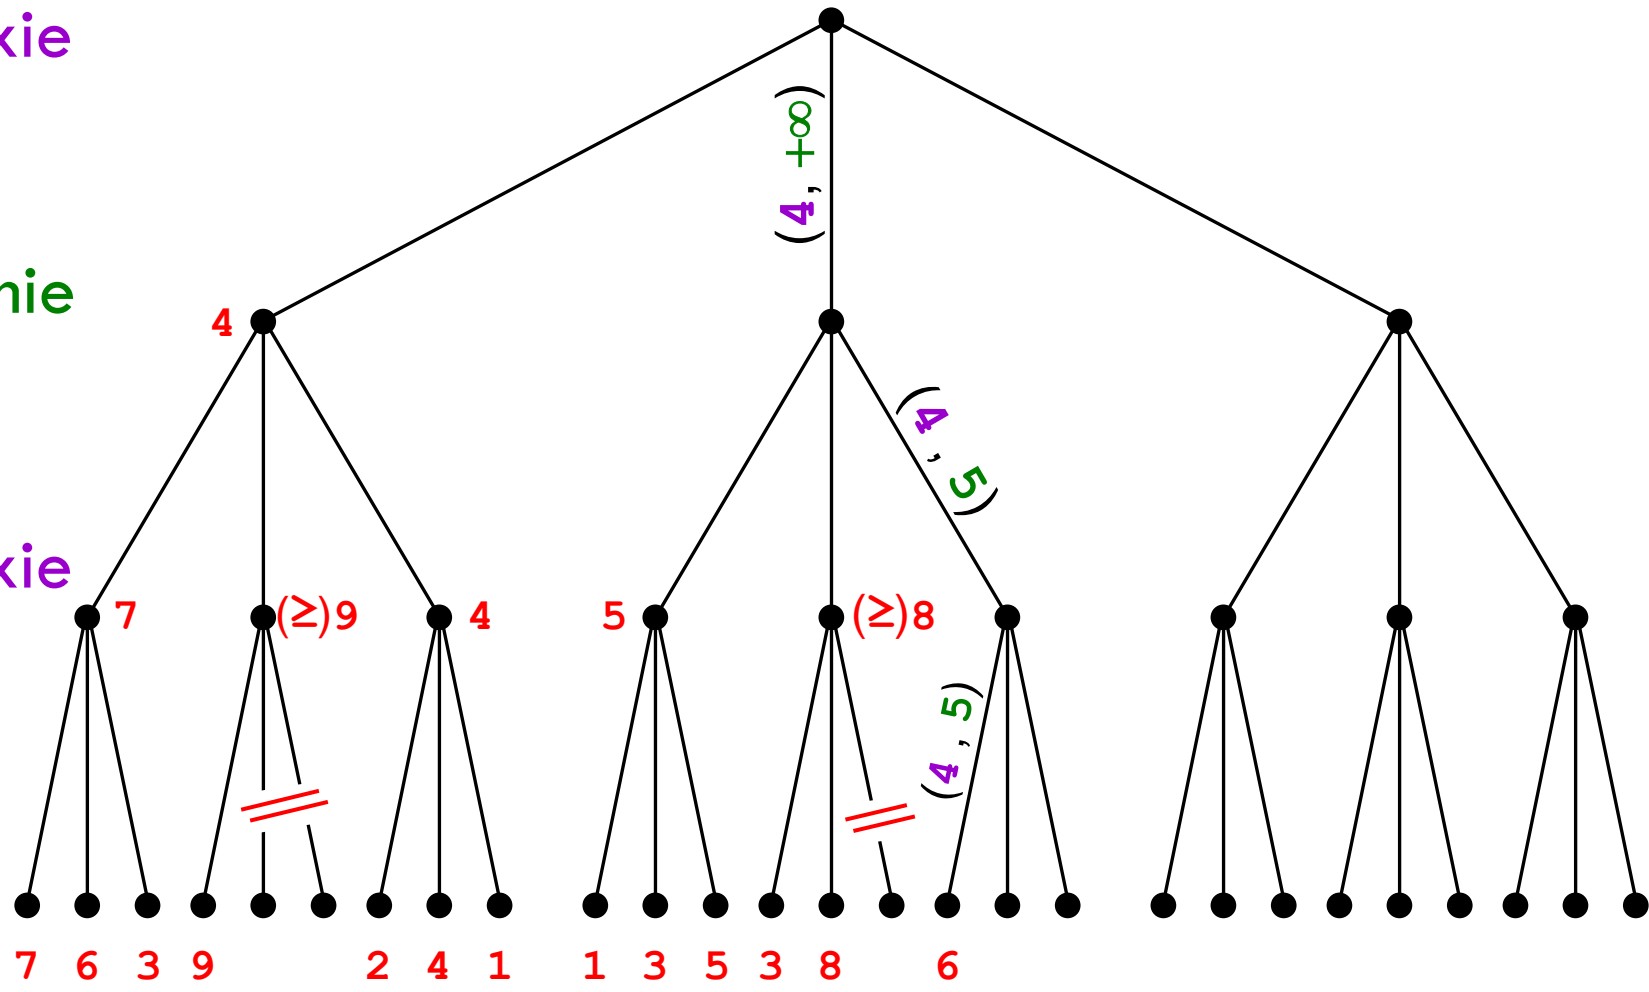 xie
(4, +∞)
nie
4
(4, 5)
xie
7 (≥)9 4 5 (≥)8
(4, 5)
7 6 3 9 2 4 1 1 3 5 3 8 6